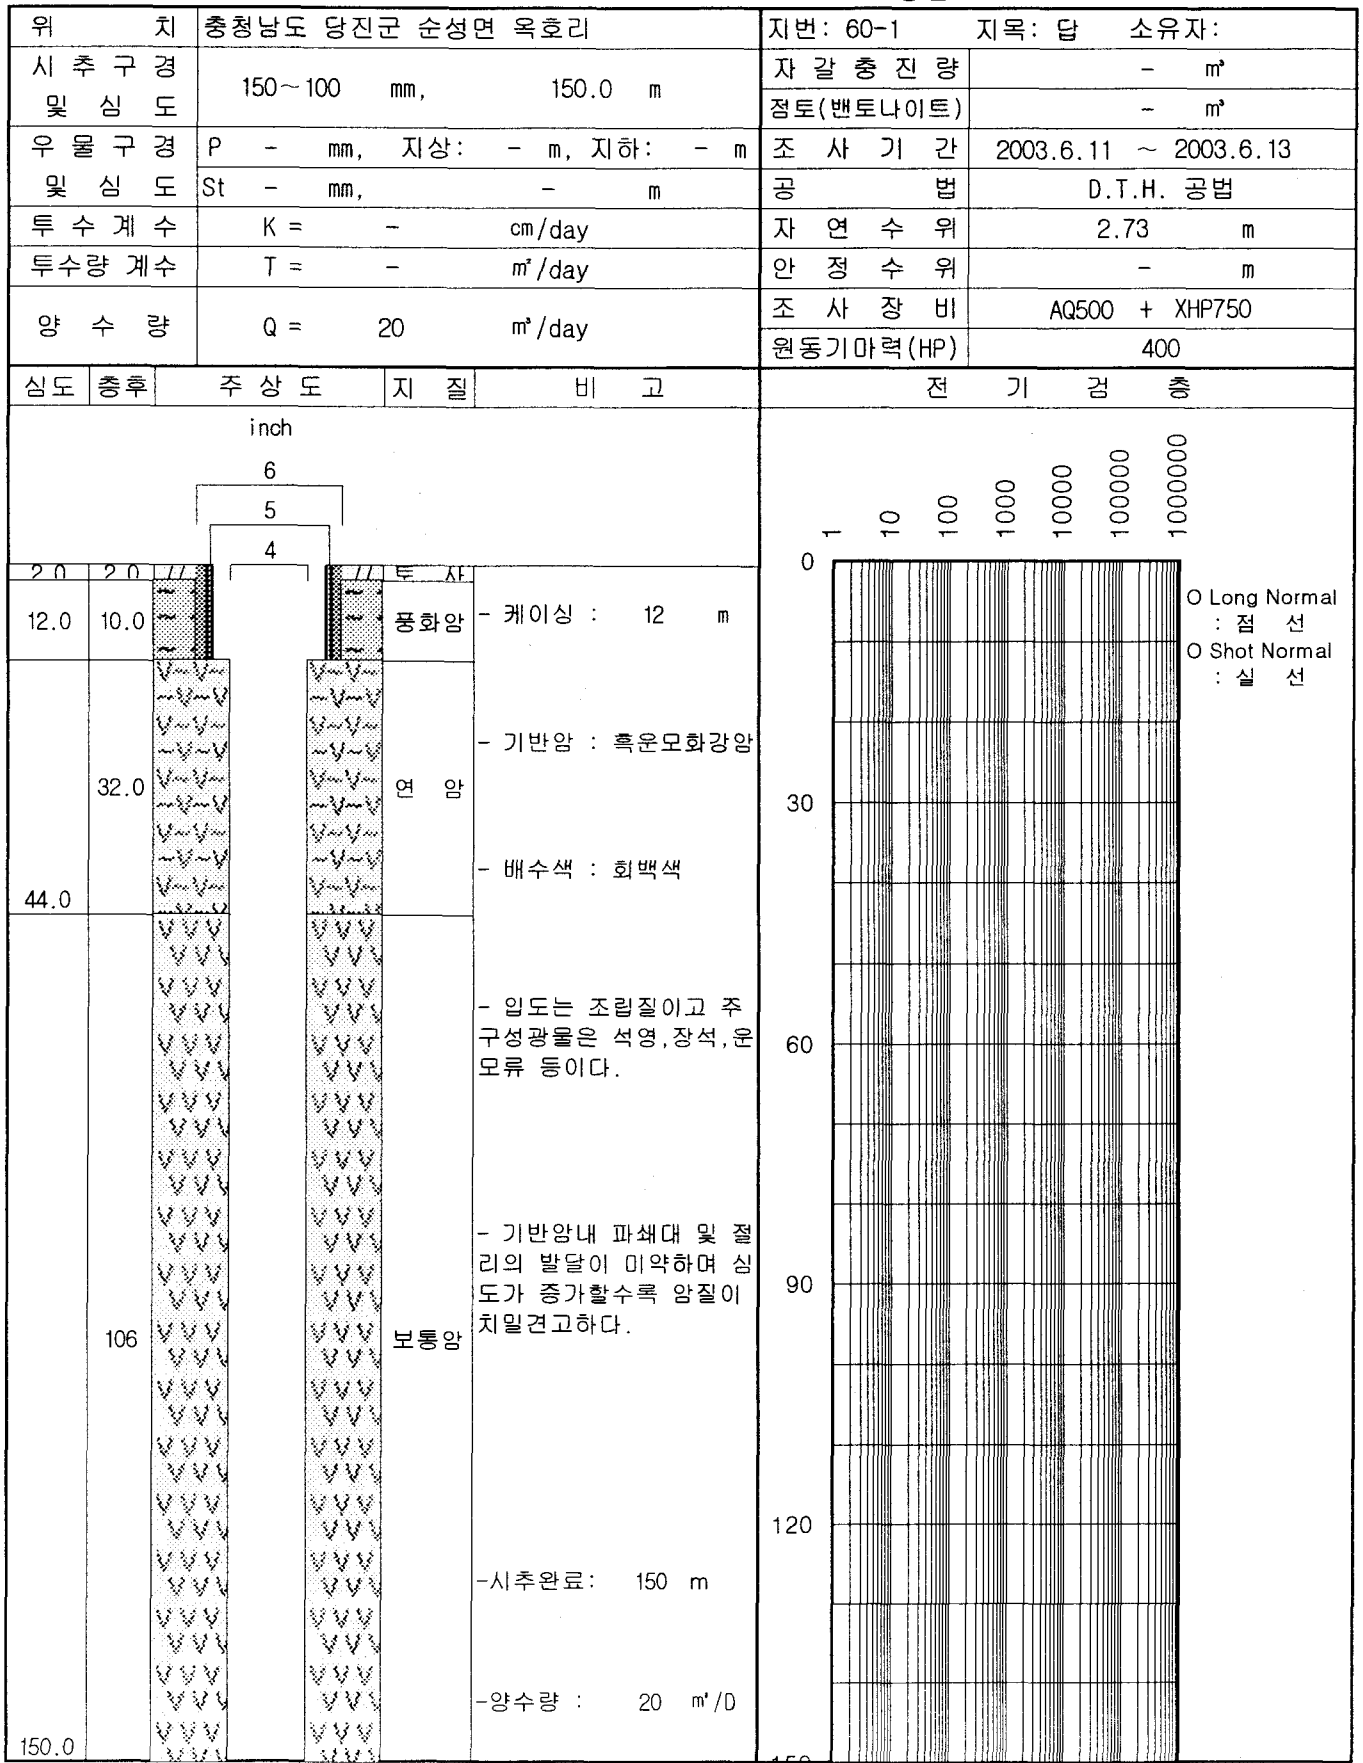 위 치 충청남도 당진군 순성면 옥호리 지번: 60-1 지목: 답 소유자:
시 추 구 경 및 심 도 150~100 mm, 150.0 m 자 갈 충 진 량 - m³
점토(밴토나이트) - m³
우 물 구 경 및 심 도 P - mm, 지상: - m, 지하: - m 조 사 기 간 2003.6.11 ~ 2003.6.13
St - mm, - m 공 법 D.T.H. 공법
투 수 계 수 K = - cm/day 자 연 수 위 2.73 m
투수량 계수 T = - m²/day 안 정 수 위 - m
양 수 량 Q = 20 m³/day 조 사 장 비 AQ500 + XHP750
원동기마력(HP) 400
심도 층후 주 상 도 지 질 비 고 전 기 검 층
inch
6
5
4
2.0 2.0 토 사
12.0 10.0 풍화암 - 케이싱 : 12 m
32.0 연 암 - 기반암 : 흑운모화강암
- 배수색 : 회백색
44.0
- 입도는 조립질이고 주
구성광물은 석영,장석,운
모류 등이다.
- 기반암내 파쇄대 및 절
리의 발달이 미약하며 심
도가 증가할수록 암질이
치밀견고하다.
106 보통암
-시추완료: 150 m
-양수량 : 20 m³/D
150.0
1 10 100 1000 10000 100000 1000000
0
30
60
90
120
150
O Long Normal
: 점 선
O Shot Normal
: 실 선